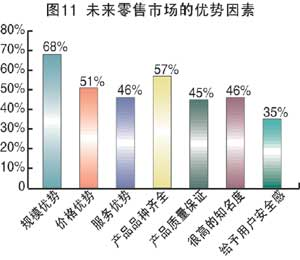 图11 未来零售市场的优势因素
80%
70%
60%
50%
40%
30%
20%
10%
0
68%
51%
46%
57%
45%
46%
35%
规模优势
价格优势
服务优势
产品品种齐全
产品质量保证
很高的知名度
给予用户安全感